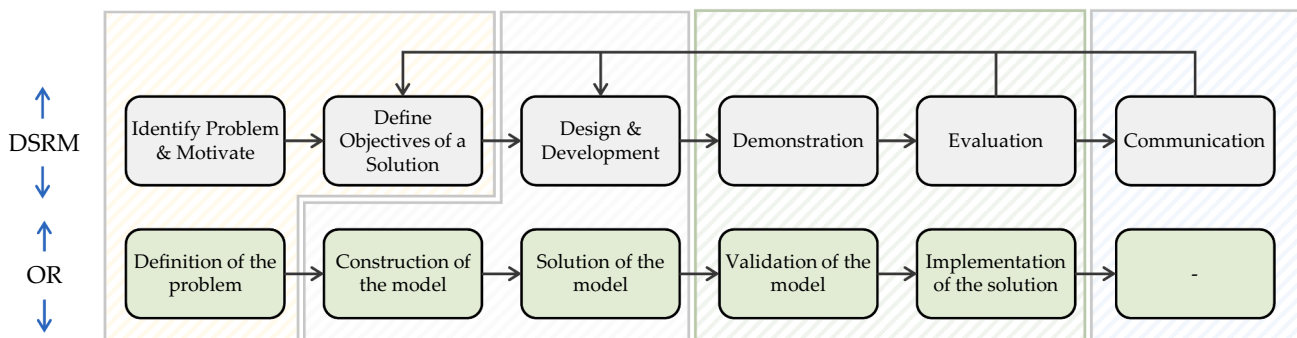 DSRM
Identify Problem
& Motivate
Define
Objectives of a
Solution
Design &
Development
Demonstration
Evaluation
Communication
OR
Definition of the
problem
Construction of
the model
Solution of the
model
Validation of the
model
Implementation
of the solution
-